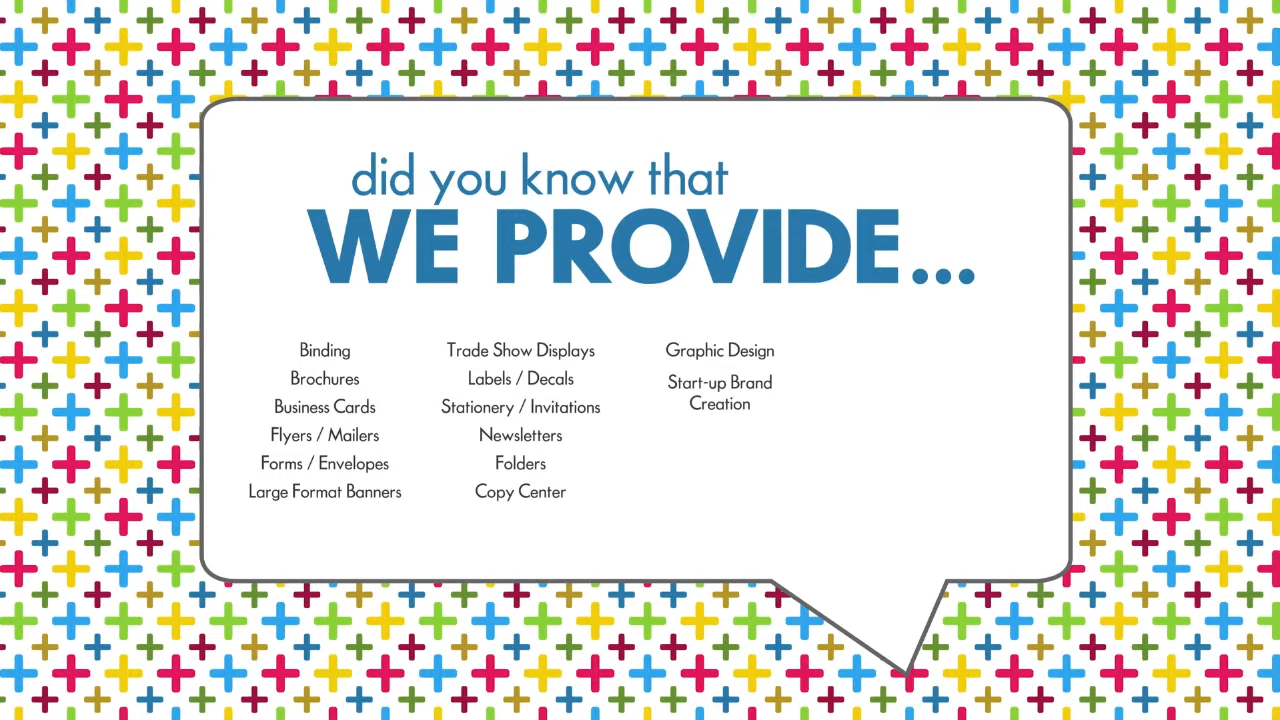 did you know that
WE PROVIDE...
Binding
Brochures
Business Cards
Flyers / Mailers
Forms / Envelopes
Large Format Banners
Trade Show Displays
Labels / Decals
Stationery / Invitations
Newsletters
Folders
Copy Center
Graphic Design
Start-up Brand
Creation